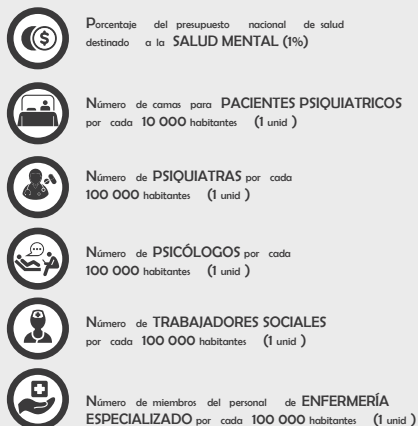 Porcentaje del presupuesto nacional de salud
destinado a la SALUD MENTAL (1%)
Número de camas para PACIENTES PSIQUIATRICOS
por cada 10 000 habitantes (1 unid )
Número de PSIQUIATRAS por cada
100 000 habitantes (1 unid )
Número de PSICÓLOGOS por cada
100 000 habitantes (1 unid )
Número de TRABAJADORES SOCIALES
por cada 100 000 habitantes (1 unid )
Número de miembros del personal de ENFERMERÍA
ESPECIALIZADO por cada 100 000 habitantes (1 unid )